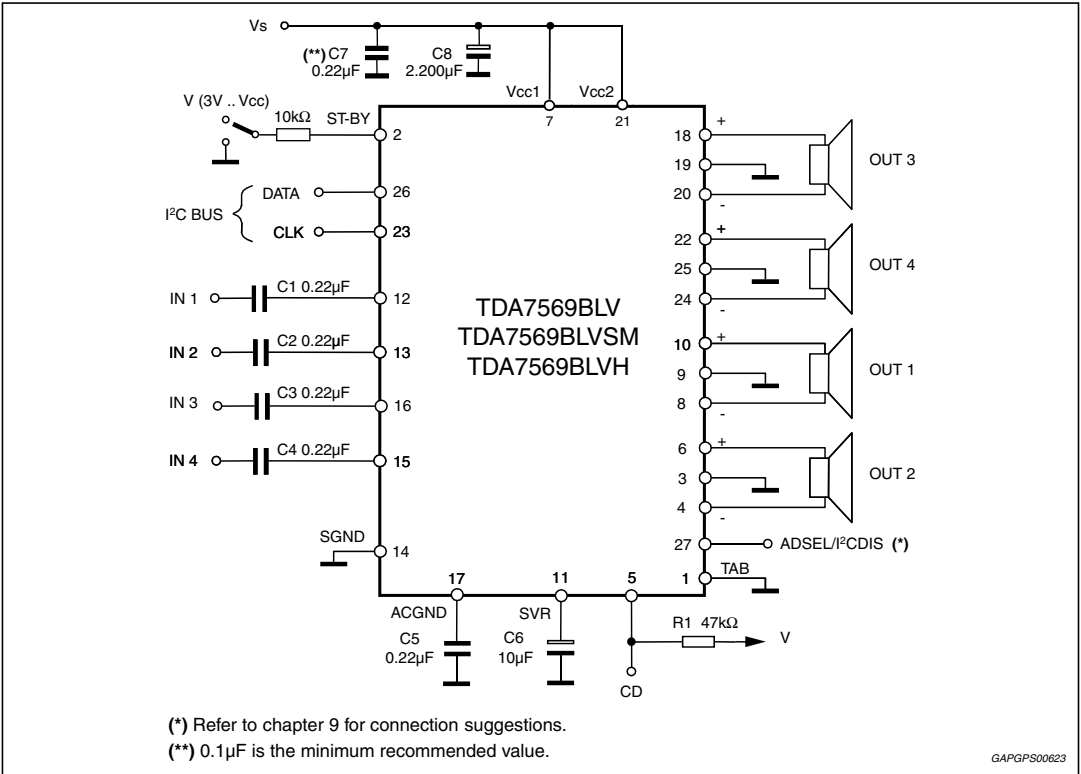 Vs
(**) C7
0.22µF
C8
2.200µF
Vcc1
Vcc2
7
21
V (3V .. Vcc)
10kΩ
ST-BY
2
I²C BUS
DATA
26
CLK
23
IN 1
C1 0.22µF
12
IN 2
C2 0.22µF
13
IN 3
C3 0.22µF
16
IN 4
C4 0.22µF
15
SGND
14
TDA7569BLV
TDA7569BLVSM
TDA7569BLVH
18
+
19
20
-
OUT 3
22
+
25
24
-
OUT 4
10
+
9
8
-
OUT 1
6
+
3
4
-
OUT 2
27
ADSEL/I²CDIS (*)
1
TAB
17
11
5
ACGND
SVR
C5
0.22µF
C6
10µF
R1 47kΩ
V
CD
(*) Refer to chapter 9 for connection suggestions.
(**) 0.1µF is the minimum recommended value.
GAPGPS00623